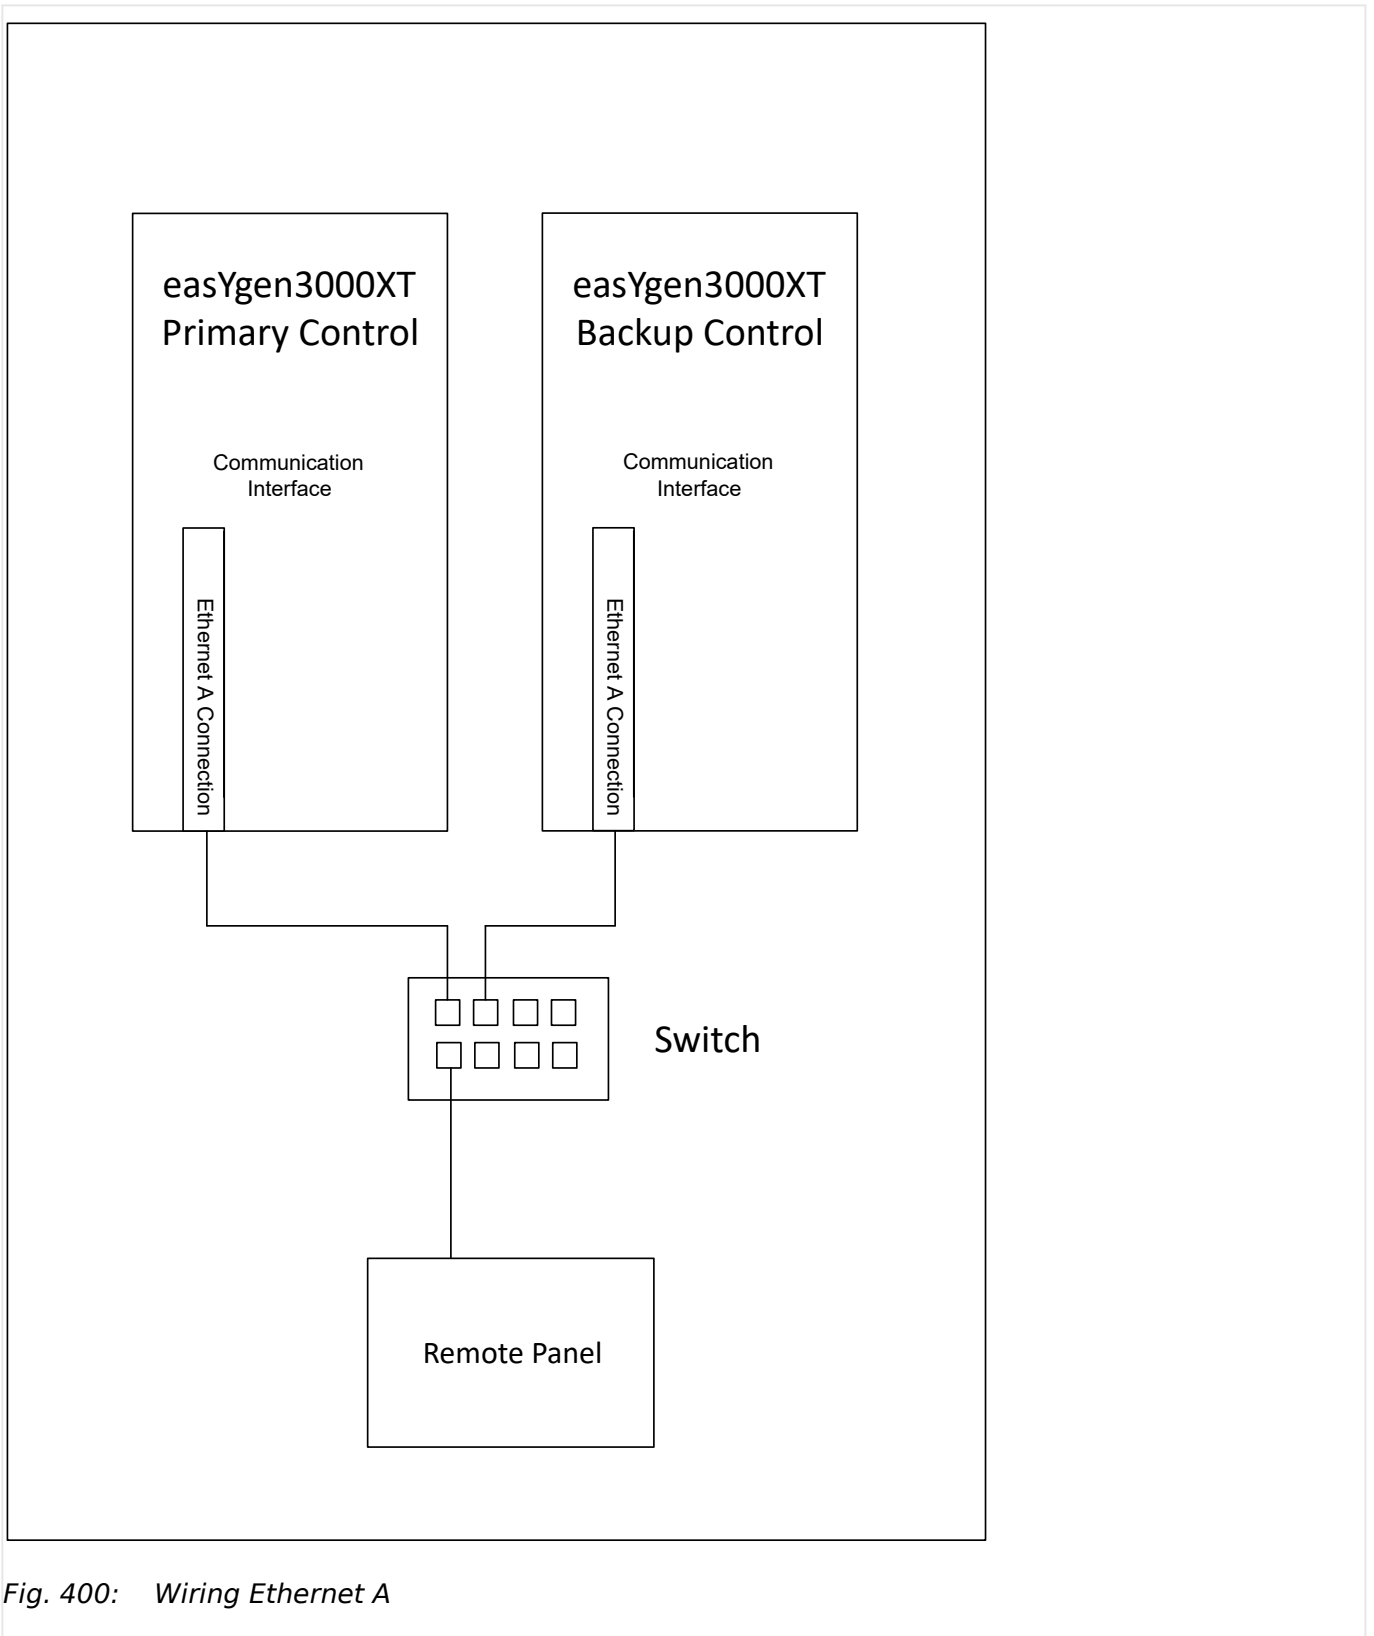 easYgen3000XT
Primary Control
Communication
Interface
Ethernet A Connection
easYgen3000XT
Backup Control
Communication
Interface
Ethernet A Connection
Switch
Remote Panel
Fig. 400: Wiring Ethernet A